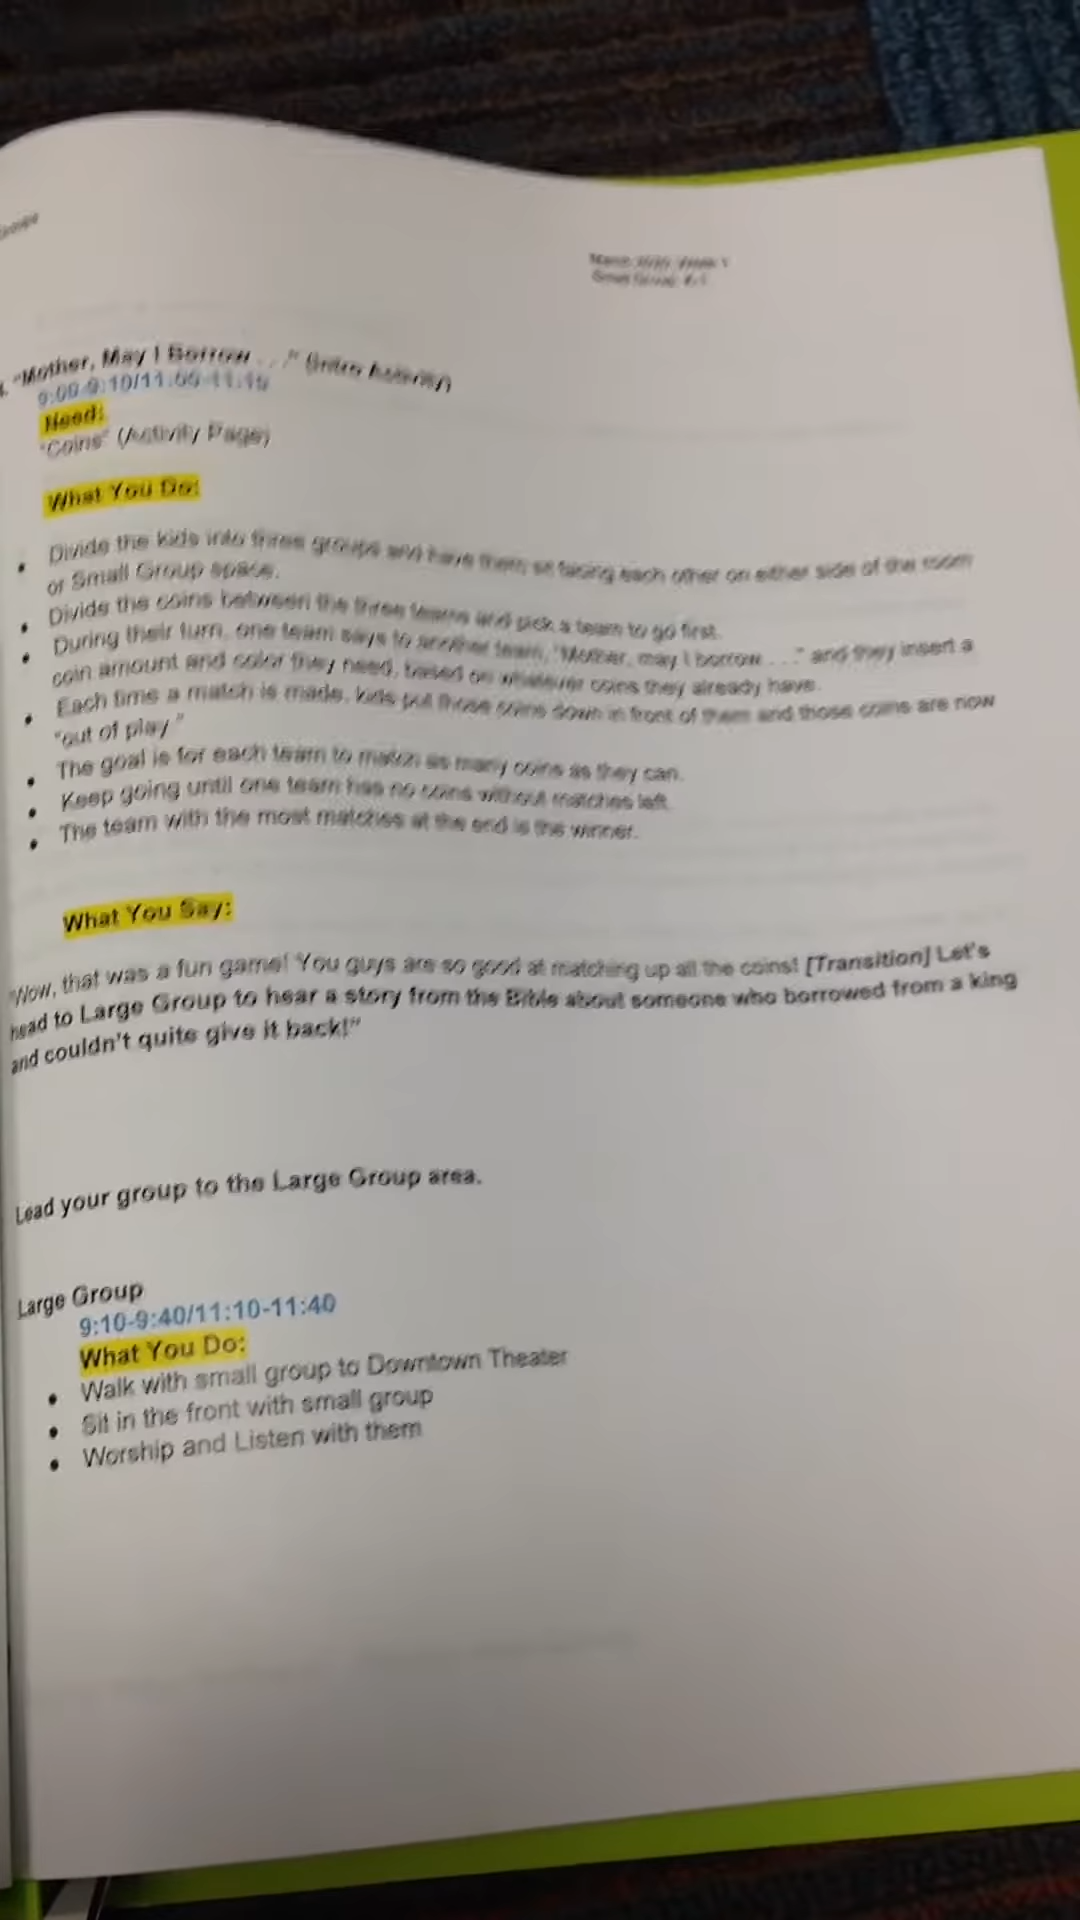 "Mother, May I Borrow . . ." (Intro Activity)
9:00-9:10/11:00-11:10
Need:
"Coins" (Activity Page)
What You Do:
• Divide the kids into three groups and have them sit facing each other on either side of the room
or Small Group space.
• Divide the coins between the three teams and pick a team to go first.
• During their turn, one team says to another team, "Mother, may I borrow . . ." and they insert a
coin amount and color they need, based on whatever coins they already have.
• Each time a match is made, kids put those coins down in front of them and those coins are now
"out of play."
• The goal is for each team to match as many coins as they can.
• Keep going until one team has no coins without matches left.
• The team with the most matches at the end is the winner.
What You Say:
"Wow, that was a fun game! You guys are so good at matching up all the coins! [Transition] Let's
head to Large Group to hear a story from the Bible about someone who borrowed from a king
and couldn't quite give it back!"
Lead your group to the Large Group area.
Large Group
9:10-9:40/11:10-11:40
What You Do:
• Walk with small group to Downtown Theater
• Sit in the front with small group
• Worship and Listen with them